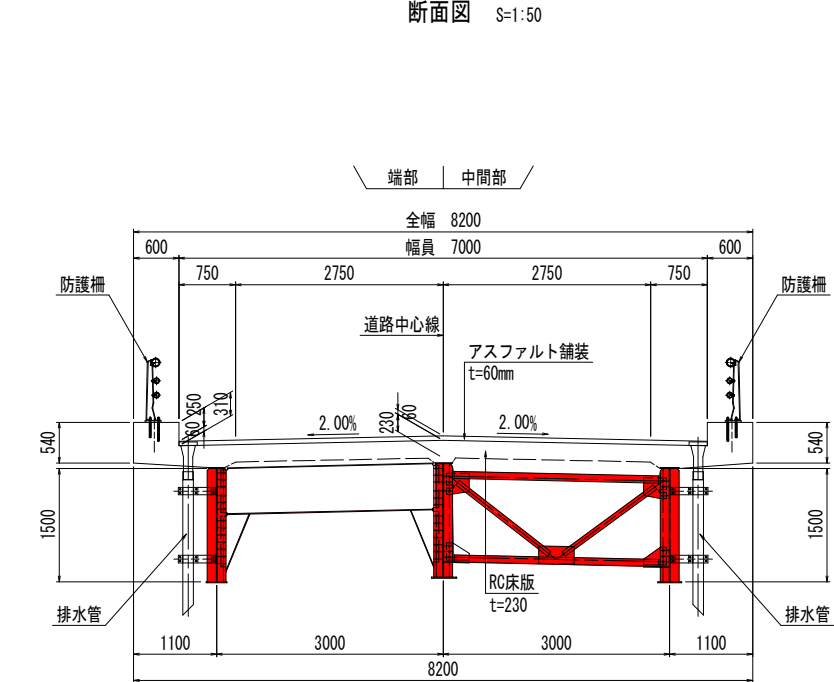 断面図 S=1:50
端部 中間部
全幅 8200
600 幅員 7000 600
750 2750 2750 750
防護柵 防護柵
道路中心線
アスファルト舗装
t=60mm
310
250
60
60
230
2.00% 2.00%
540 540
1500 1500
RC床版
t=230
排水管 排水管
1100 3000 3000 1100
8200